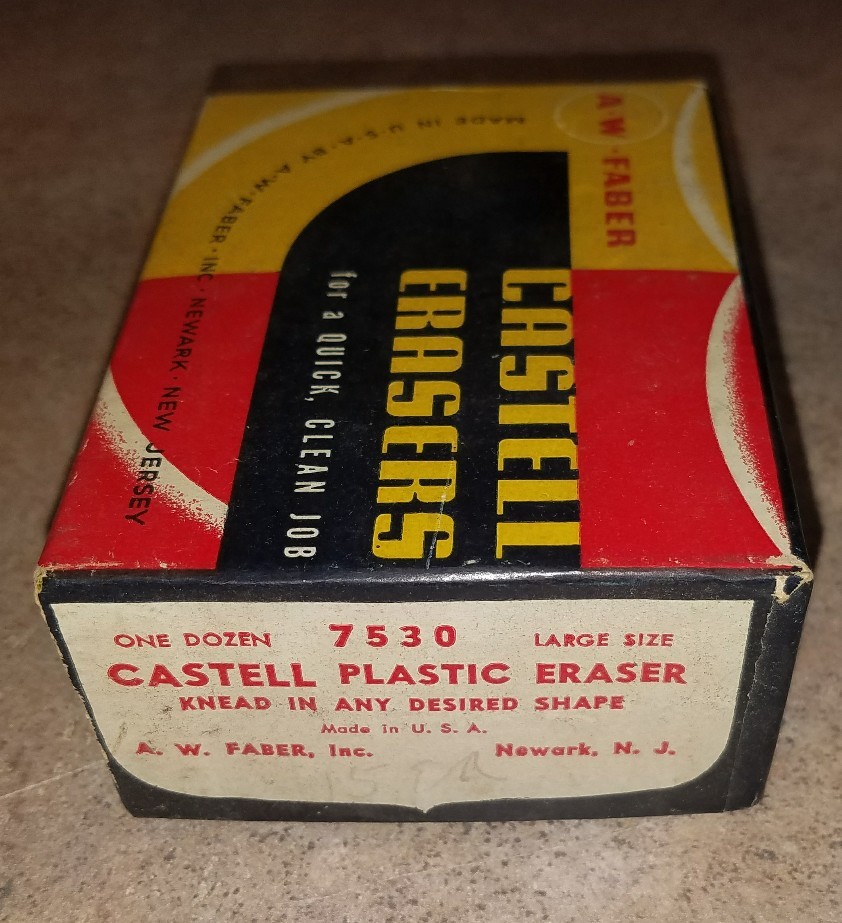 A·W·FABER
CASTELL
ERASERS
for a QUICK, CLEAN JOB
MADE IN U·S·A·BY A·W·FABER·INC·NEWARK·NEW JERSEY
ONE DOZEN 7530 LARGE SIZE
CASTELL PLASTIC ERASER
KNEAD IN ANY DESIRED SHAPE
Made in U. S. A.
A. W. FABER, Inc. Newark, N. J.